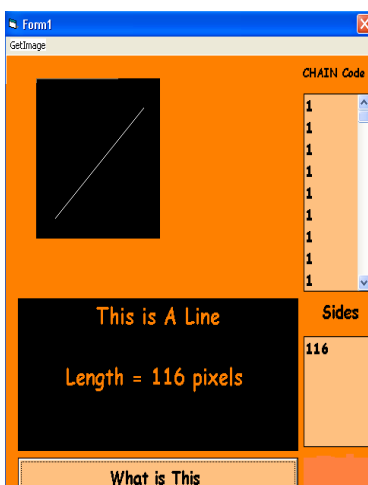 Form1
GetImage
CHAIN Code
1
1
1
1
1
1
1
1
1
This is A Line
Length = 116 pixels
Sides
116
What is This